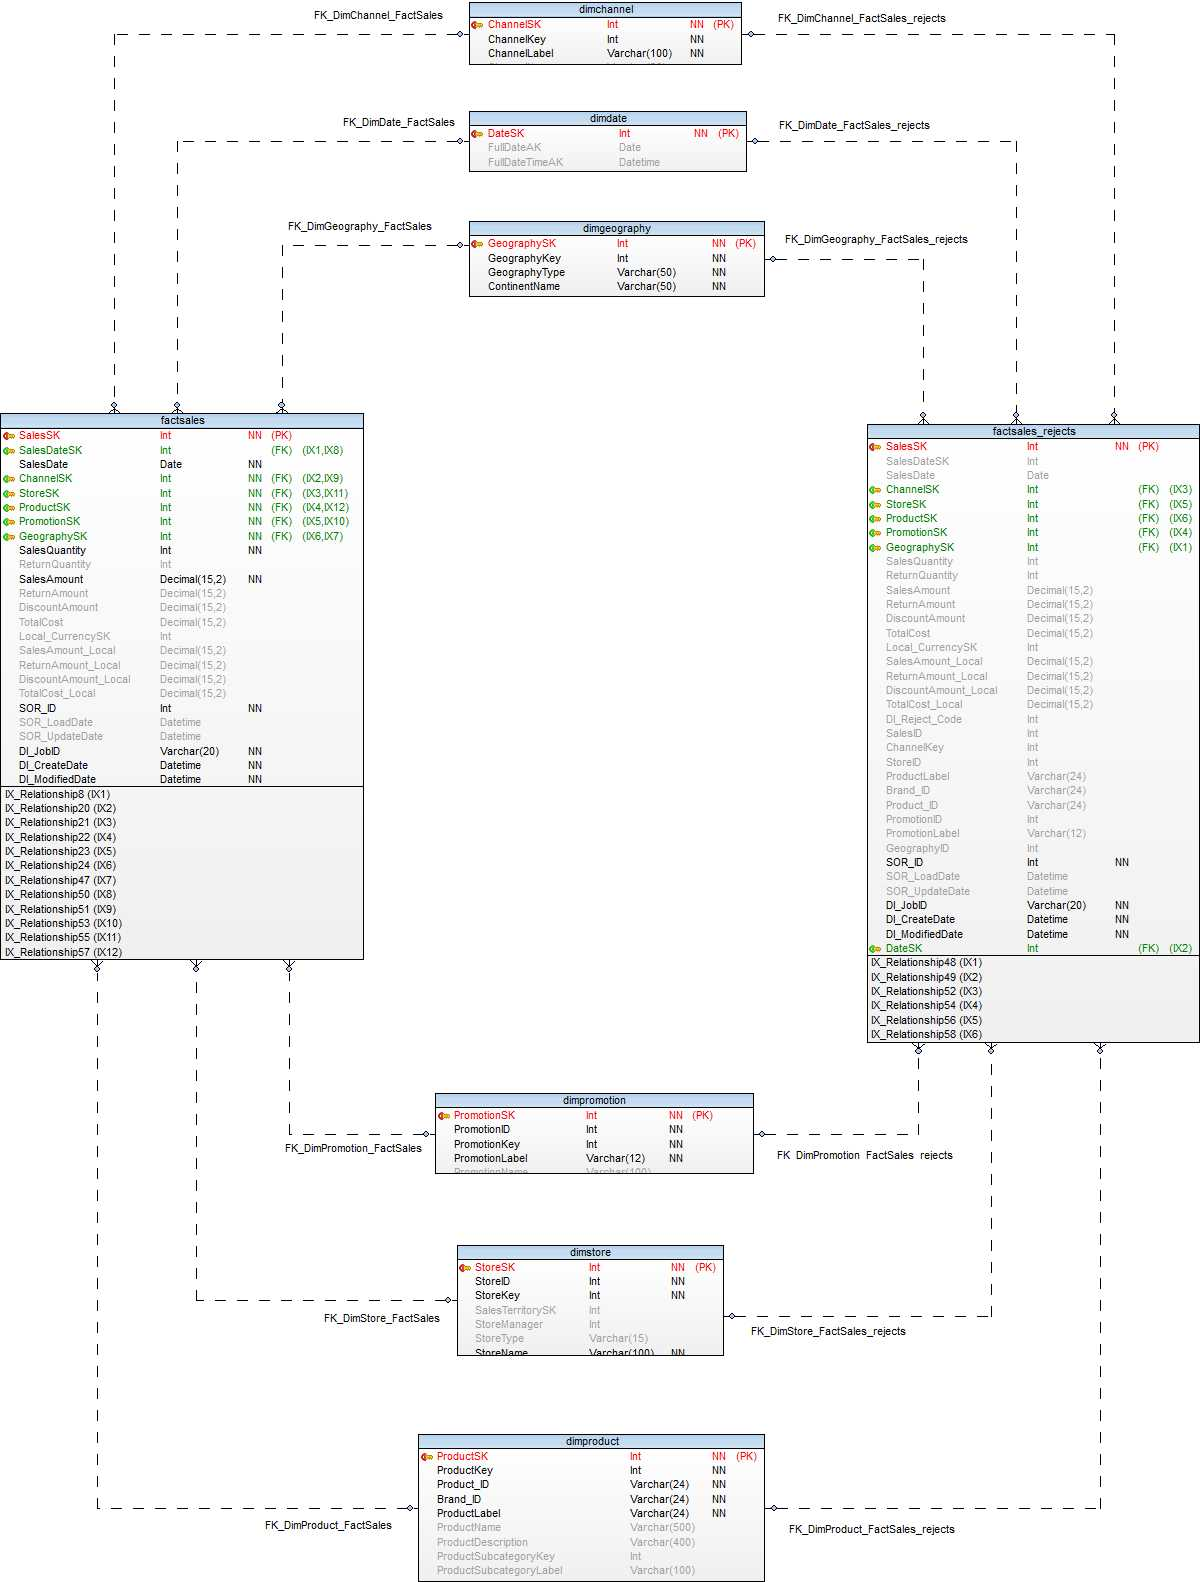 FK_DimChannel_FactSales
dimchannel
ChannelSK Int NN (PK)
ChannelKey Int NN
ChannelLabel Varchar(100) NN
FK_DimChannel_FactSales_rejects
FK_DimDate_FactSales
dimdate
DateSK Int NN (PK)
FullDateAK Date
FullDateTimeAK Datetime
FK_DimDate_FactSales_rejects
FK_DimGeography_FactSales
dimgeography
GeographySK Int NN (PK)
GeographyKey Int NN
GeographyType Varchar(50) NN
ContinentName Varchar(50) NN
FK_DimGeography_FactSales_rejects
factsales
SalesSK Int NN (PK)
SalesDateSK Int (FK) (IX1,IX8)
SalesDate Date NN
ChannelSK Int NN (FK) (IX2,IX9)
StoreSK Int NN (FK) (IX3,IX11)
ProductSK Int NN (FK) (IX4,IX12)
PromotionSK Int NN (FK) (IX5,IX10)
GeographySK Int NN (FK) (IX6,IX7)
SalesQuantity Int NN
ReturnQuantity Int
SalesAmount Decimal(15,2) NN
ReturnAmount Decimal(15,2)
DiscountAmount Decimal(15,2)
TotalCost Decimal(15,2)
Local_CurrencySK Int
SalesAmount_Local Decimal(15,2)
ReturnAmount_Local Decimal(15,2)
DiscountAmount_Local Decimal(15,2)
TotalCost_Local Decimal(15,2)
SOR_ID Int NN
SOR_LoadDate Datetime
SOR_UpdateDate Datetime
DI_JobID Varchar(20) NN
DI_CreateDate Datetime NN
DI_ModifiedDate Datetime NN
IX_Relationship8 (IX1)
IX_Relationship20 (IX2)
IX_Relationship21 (IX3)
IX_Relationship22 (IX4)
IX_Relationship23 (IX5)
IX_Relationship24 (IX6)
IX_Relationship47 (IX7)
IX_Relationship50 (IX8)
IX_Relationship51 (IX9)
IX_Relationship53 (IX10)
IX_Relationship55 (IX11)
IX_Relationship57 (IX12)
factsales_rejects
SalesSK Int NN (PK)
SalesDateSK Int
SalesDate Date
ChannelSK Int (FK) (IX3)
StoreSK Int (FK) (IX5)
ProductSK Int (FK) (IX6)
PromotionSK Int (FK) (IX4)
GeographySK Int (FK) (IX1)
SalesQuantity Int
ReturnQuantity Int
SalesAmount Decimal(15,2)
ReturnAmount Decimal(15,2)
DiscountAmount Decimal(15,2)
TotalCost Decimal(15,2)
Local_CurrencySK Int
SalesAmount_Local Decimal(15,2)
ReturnAmount_Local Decimal(15,2)
DiscountAmount_Local Decimal(15,2)
TotalCost_Local Decimal(15,2)
DI_Reject_Code Int
SalesID Int
ChannelKey Int
StoreID Int
ProductLabel Varchar(24)
Brand_ID Varchar(24)
Product_ID Varchar(24)
PromotionID Int
PromotionLabel Varchar(12)
GeographyID Int
SOR_ID Int NN
SOR_LoadDate Datetime
SOR_UpdateDate Datetime
DI_JobID Varchar(20) NN
DI_CreateDate Datetime NN
DI_ModifiedDate Datetime NN
DateSK Int (FK) (IX2)
IX_Relationship48 (IX1)
IX_Relationship49 (IX2)
IX_Relationship52 (IX3)
IX_Relationship54 (IX4)
IX_Relationship56 (IX5)
IX_Relationship58 (IX6)
dimpromotion
PromotionSK Int NN (PK)
PromotionID Int NN
PromotionKey Int NN
PromotionLabel Varchar(12) NN
PromotionName Varchar(100)
FK_DimPromotion_FactSales
FK_DimPromotion_FactSales_rejects
dimstore
StoreSK Int NN (PK)
StoreID Int NN
StoreKey Int NN
SalesTerritorySK Int
StoreManager Int
StoreType Varchar(15)
StoreName Varchar(100) NN
FK_DimStore_FactSales
FK_DimStore_FactSales_rejects
dimproduct
ProductSK Int NN (PK)
ProductKey Int NN
Product_ID Varchar(24) NN
Brand_ID Varchar(24) NN
ProductLabel Varchar(24) NN
ProductName Varchar(500)
ProductDescription Varchar(400)
ProductSubcategoryKey Int
ProductSubcategoryLabel Varchar(100)
FK_DimProduct_FactSales
FK_DimProduct_FactSales_rejects